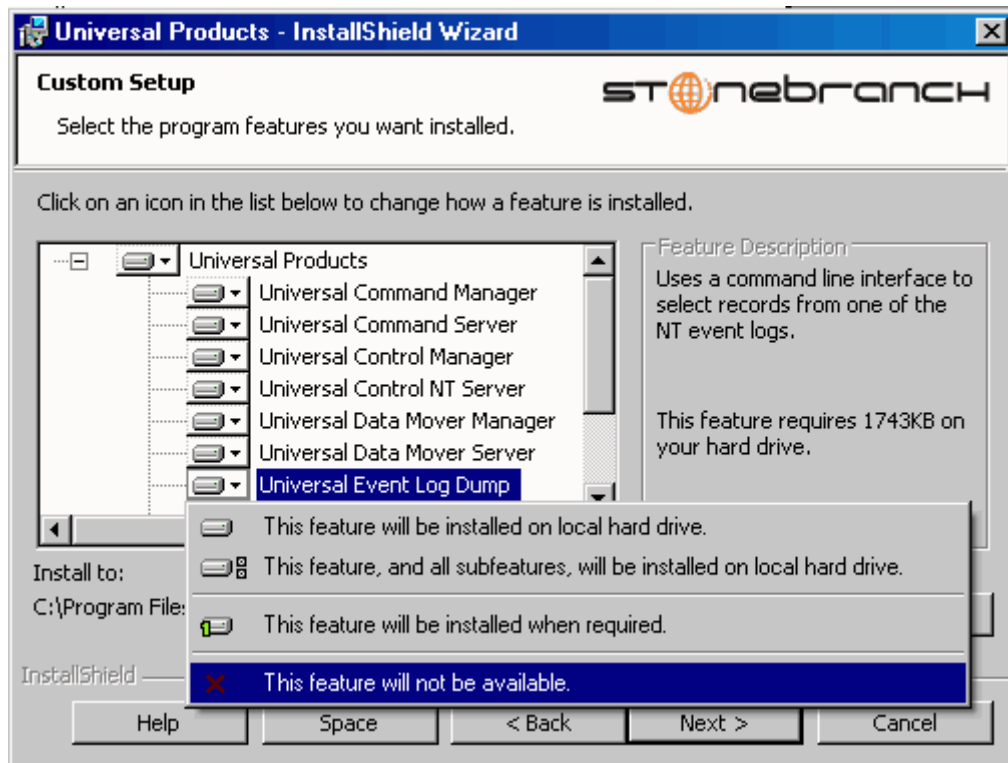 Universal Products - InstallShield Wizard
Custom Setup
STonebrancH
Select the program features you want installed.
Click on an icon in the list below to change how a feature is installed.
Universal Products
Universal Command Manager
Universal Command Server
Universal Control Manager
Universal Control NT Server
Universal Data Mover Manager
Universal Data Mover Server
Universal Event Log Dump
Feature Description
Uses a command line interface to
select records from one of the
NT event logs.
This feature requires 1743KB on
your hard drive.
This feature will be installed on local hard drive.
This feature, and all subfeatures, will be installed on local hard drive.
This feature will be installed when required.
This feature will not be available.
Install to:
C:\Program Files
InstallShield
Help
Space
< Back
Next >
Cancel